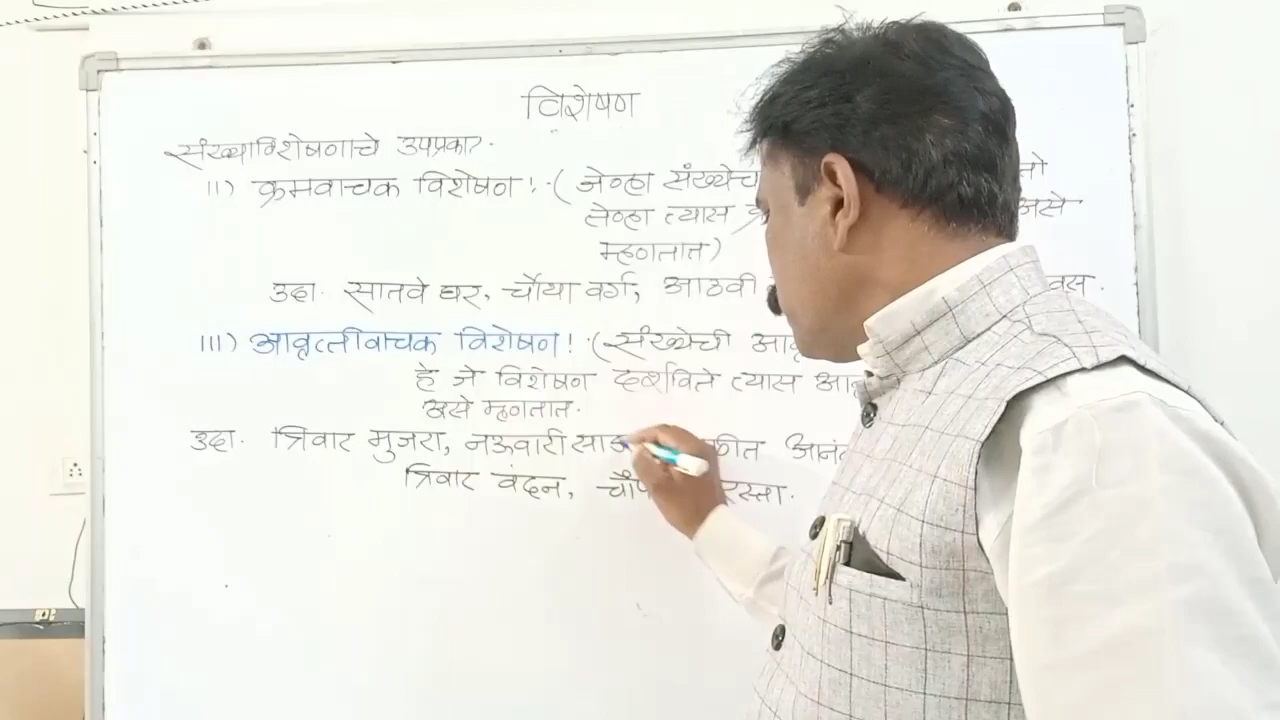 विशेषण
संख्याविशेषणाचे उपप्रकार.
II) क्रमवाचक विशेषण :- ( जेव्हा संख्येचा
तेव्हा त्यास असे
म्हणतात)
उदा. सातवे घर, चौथा वर्ग, आठवी
III) आवृत्तीवाचक विशेषण :- (संख्येची
हे जे विशेषण दर्शविते त्यास
असे म्हणतात.
उदा. त्रिवार मुजरा, नऊवारी
त्रिवार वंदन, रस्ता.